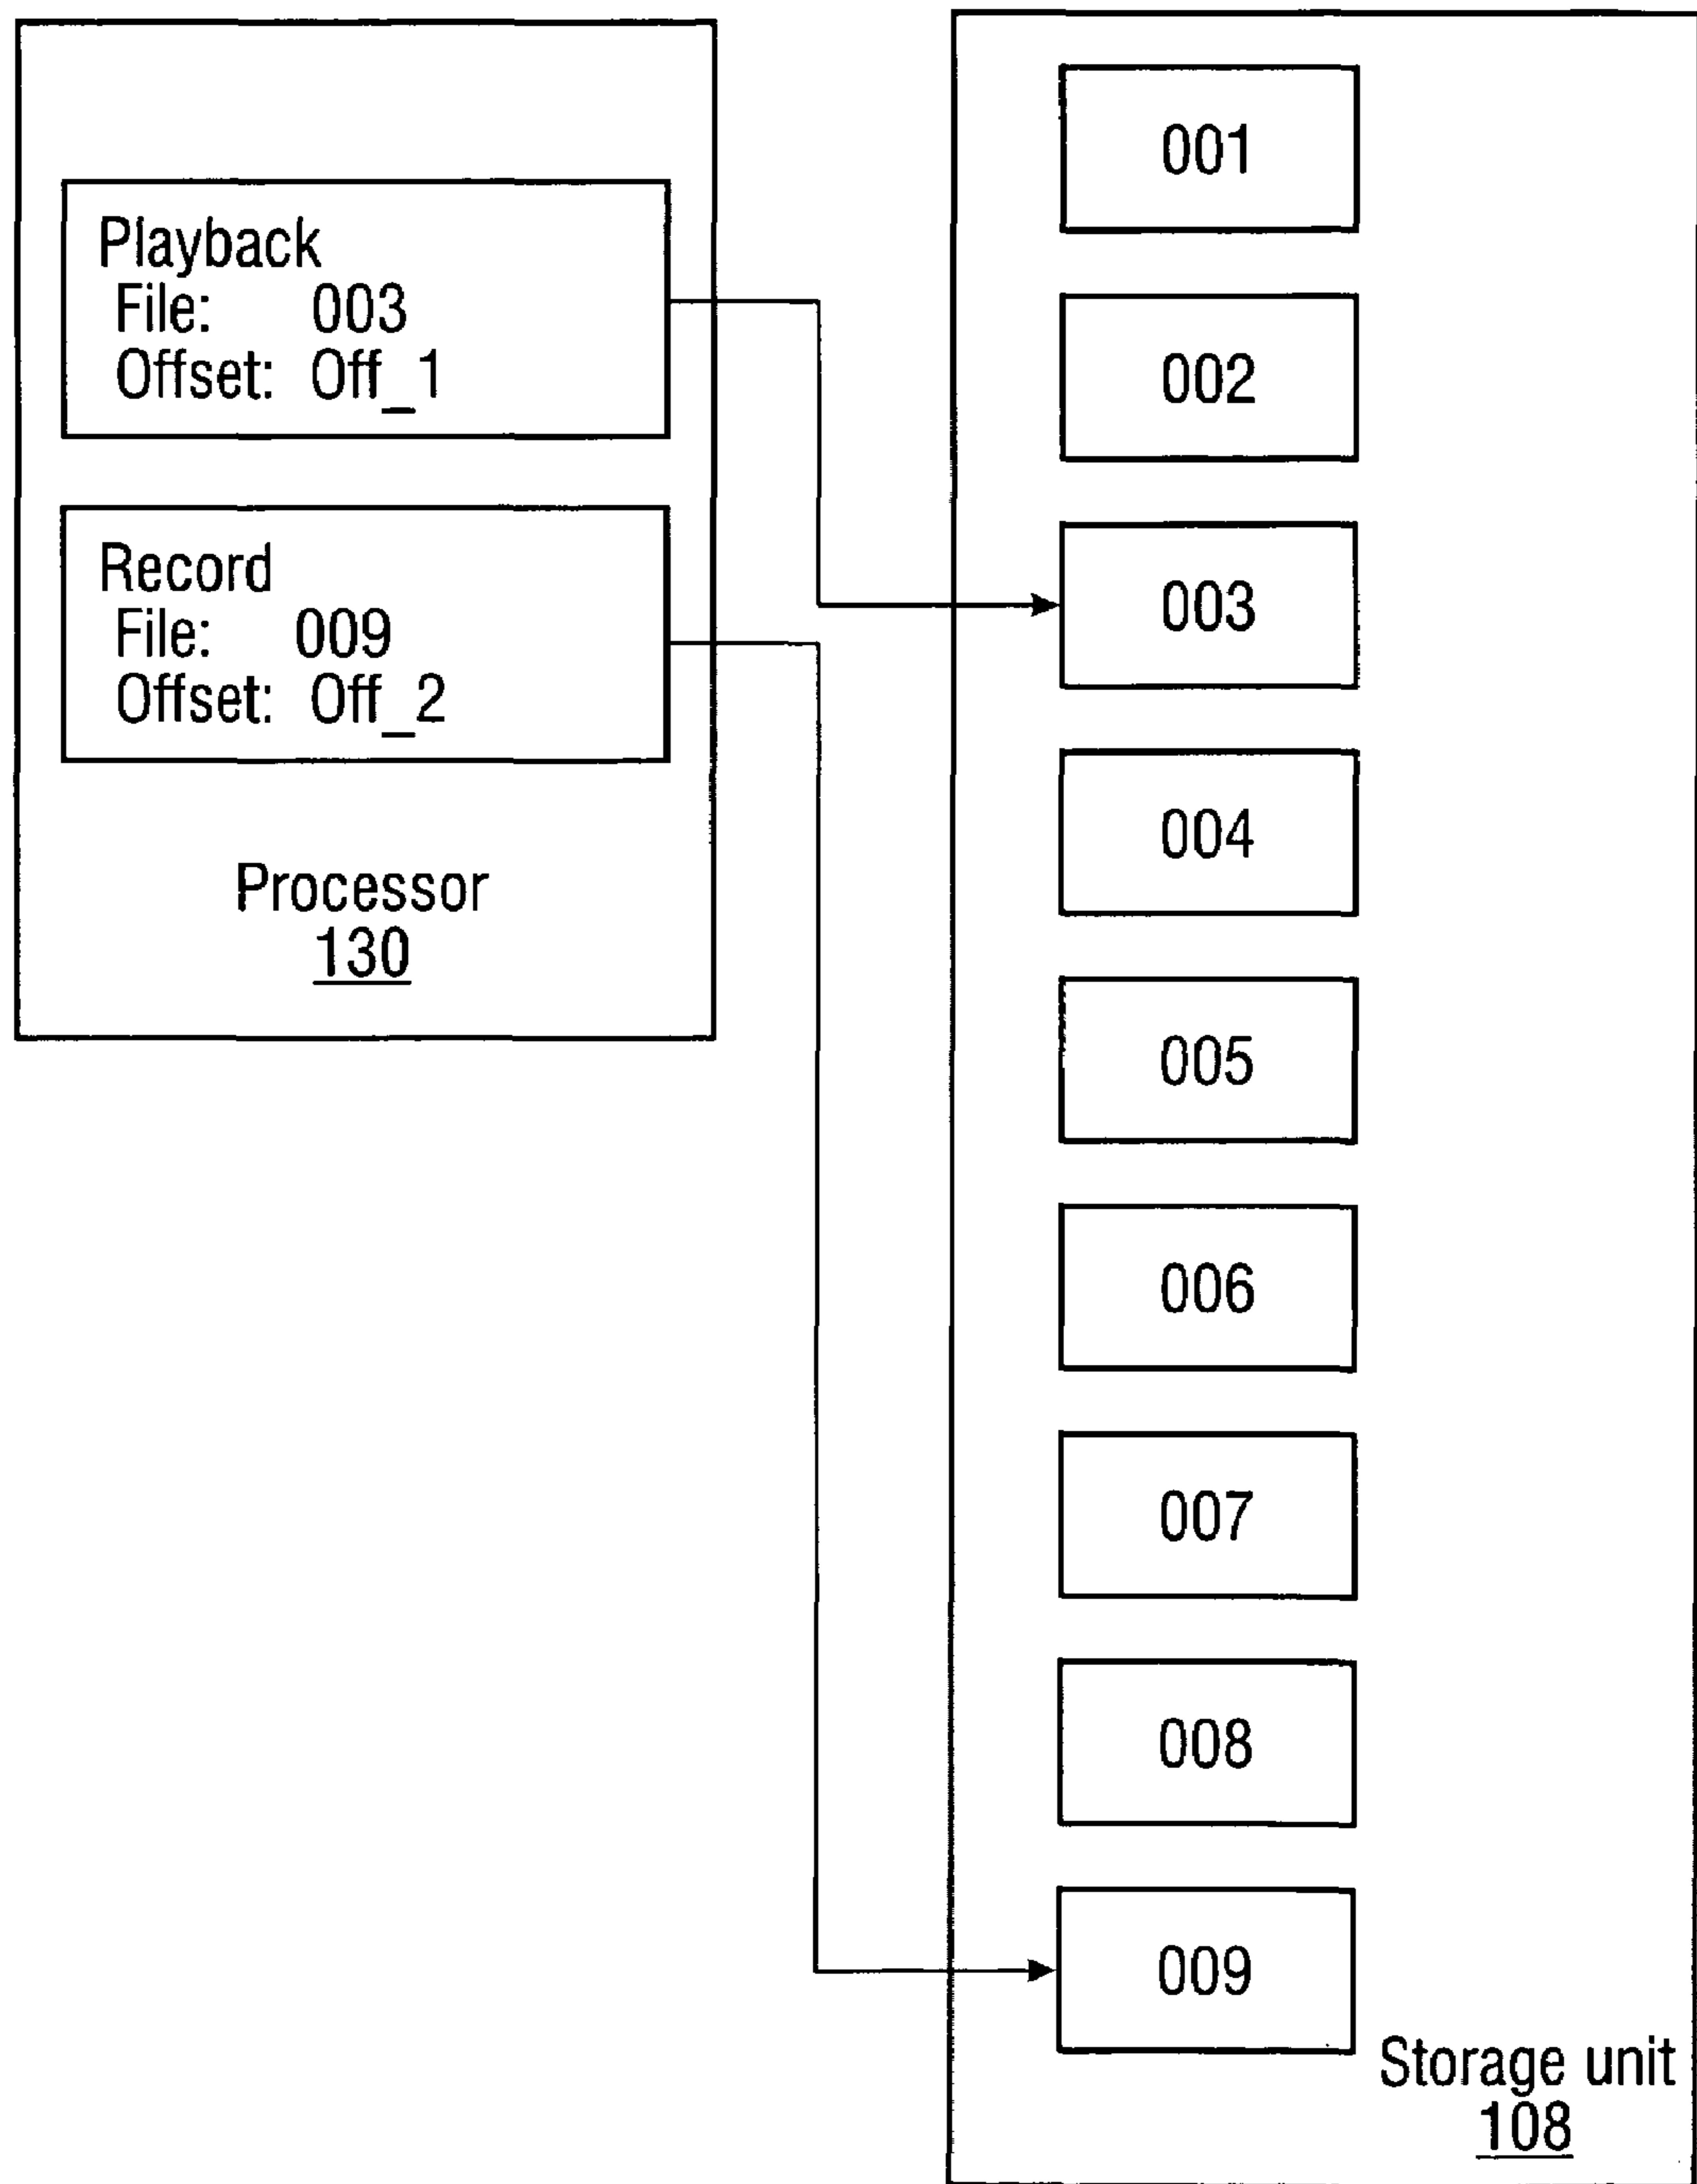 Playback
File: 003
Offset: Off_1
Record
File: 009
Offset: Off_2
Processor
130
001
002
003
004
005
006
007
008
009
Storage unit
108